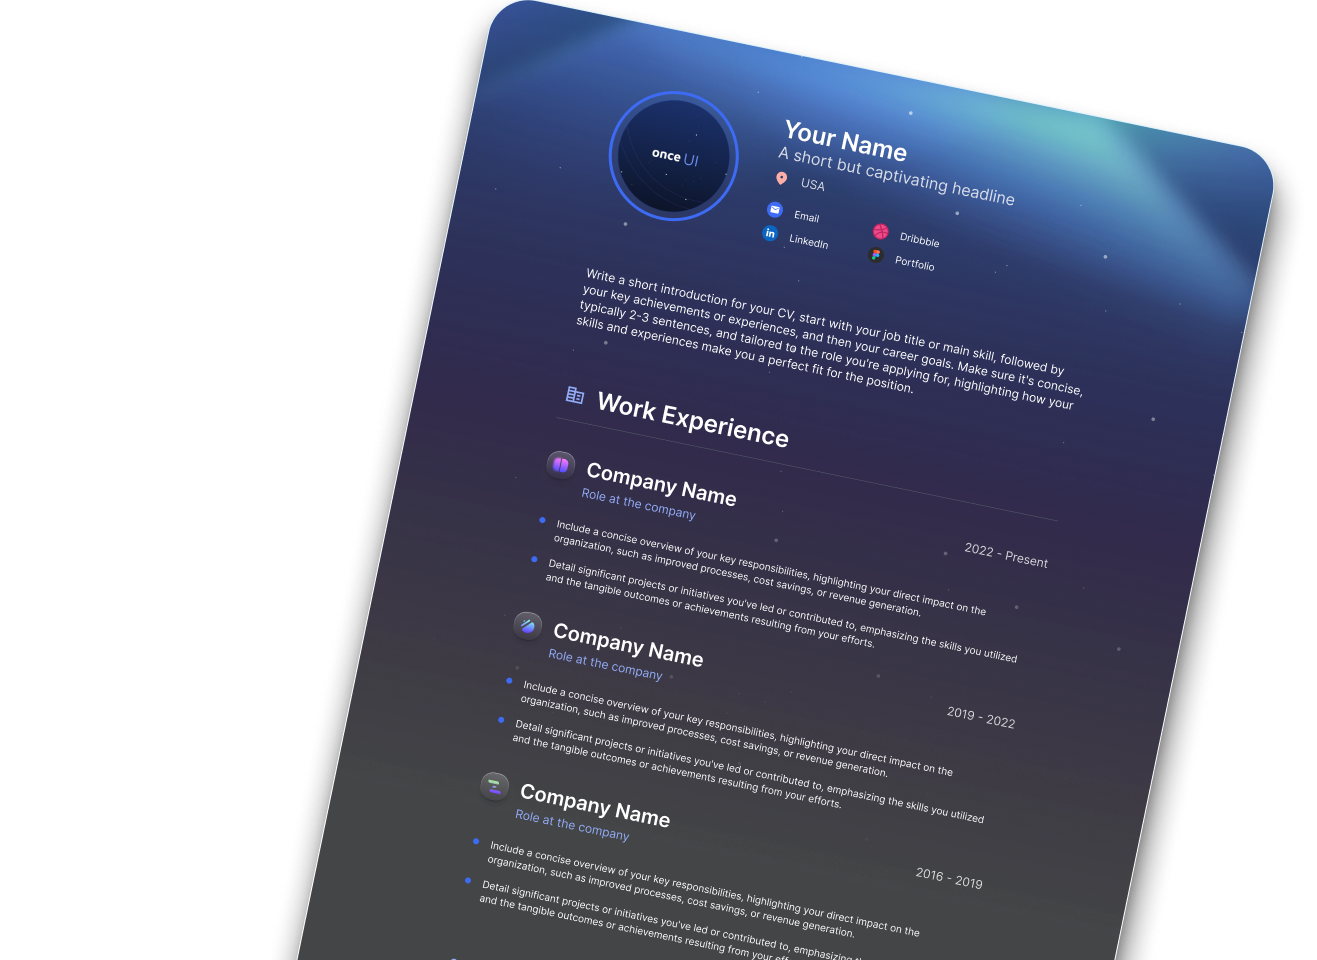 once UI
Your Name
A short but captivating headline
USA
Email
Dribbble
LinkedIn
Portfolio
Write a short introduction for your CV, start with your job title or main skill, followed by
your key achievements or experiences, and then your career goals. Make sure it's concise,
typically 2-3 sentences, and tailored to the role you're applying for, highlighting how your
skills and experiences make you a perfect fit for the position.
Work Experience
Company Name
Role at the company
2022 - Present
Include a concise overview of your key responsibilities, highlighting your direct impact on the
organization, such as improved processes, cost savings, or revenue generation.
Detail significant projects or initiatives you've led or contributed to, emphasizing the skills you utilized
and the tangible outcomes or achievements resulting from your efforts.
Company Name
Role at the company
2019 - 2022
Include a concise overview of your key responsibilities, highlighting your direct impact on the
organization, such as improved processes, cost savings, or revenue generation.
Detail significant projects or initiatives you've led or contributed to, emphasizing the skills you utilized
and the tangible outcomes or achievements resulting from your efforts.
Company Name
Role at the company
2016 - 2019
Include a concise overview of your key responsibilities, highlighting your direct impact on the
organization, such as improved processes, cost savings, or revenue generation.
Detail significant projects or initiatives you've led or contributed to, emphasizing
and the tangible outcomes or achievements resulting from your